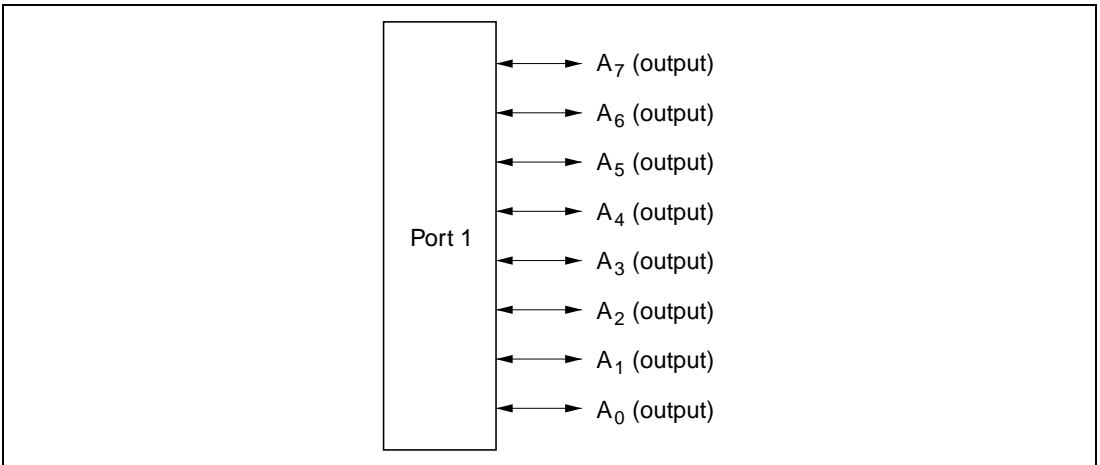 A7 (output)
A6 (output)
A5 (output)
A4 (output)
Port 1
A3 (output)
A2 (output)
A1 (output)
A0 (output)